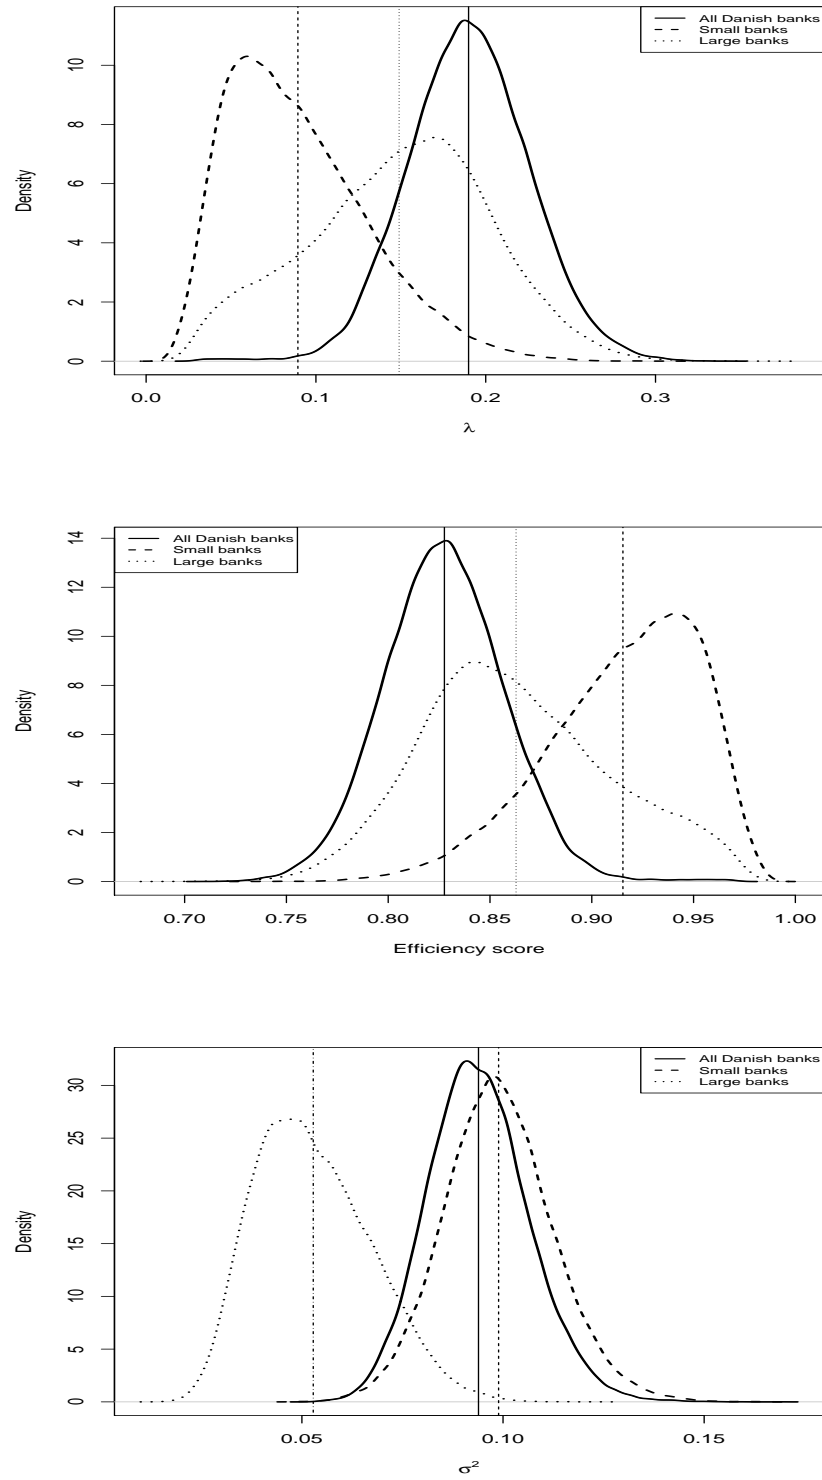 All Danish banks
Small banks
Large banks
Density
0 2 4 6 8 10
0.0 0.1 0.2 0.3
λ
All Danish banks
Small banks
Large banks
Density
0 2 4 6 8 10 12 14
0.70 0.75 0.80 0.85 0.90 0.95 1.00
Efficiency score
All Danish banks
Small banks
Large banks
Density
0 5 10 15 20 25 30
0.05 0.10 0.15
σ²